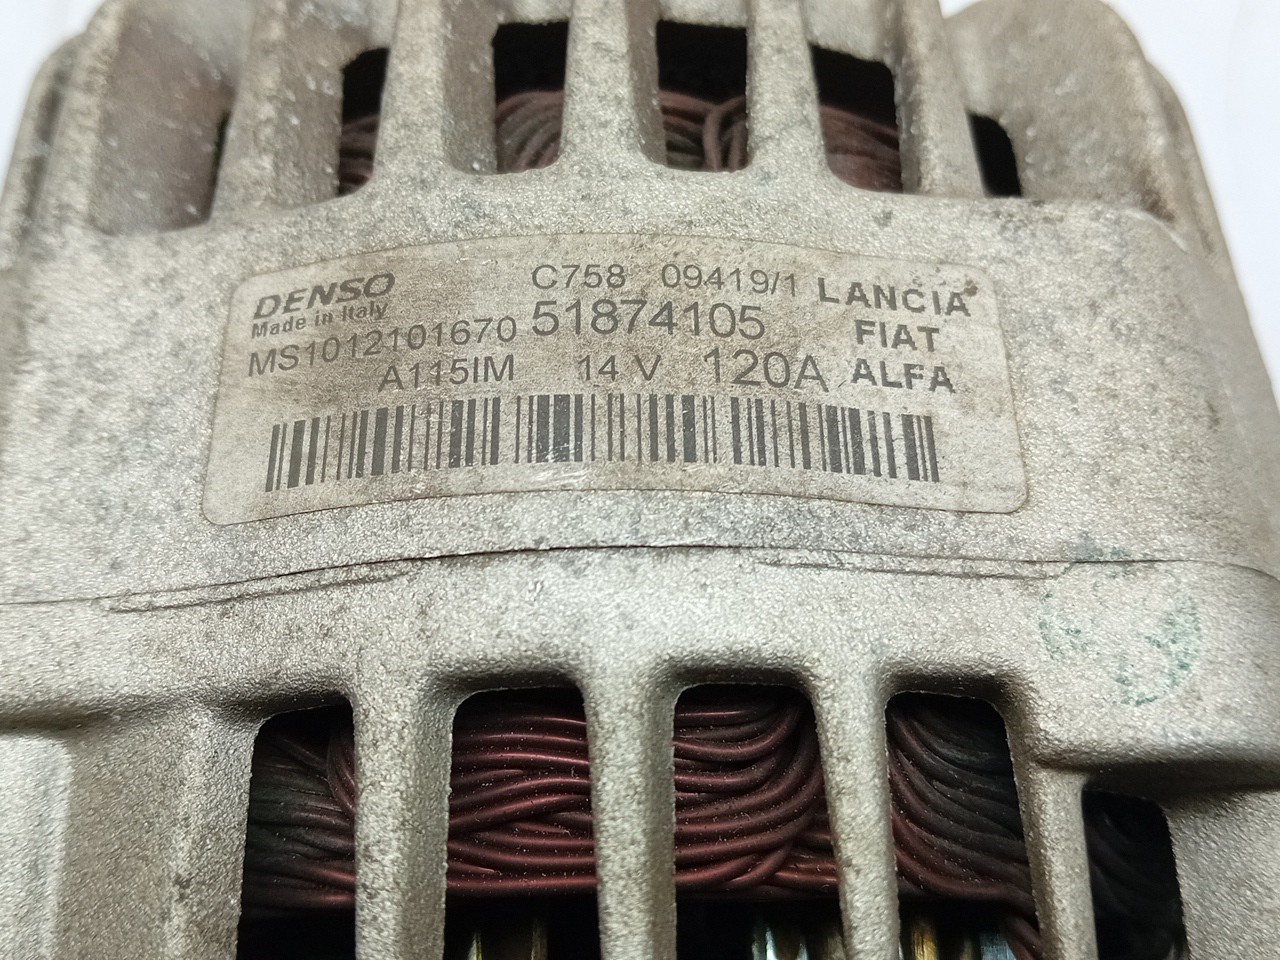 DENSO C758 09419/1 LANCIA
Made in Italy
MS1012101670 51874105 FIAT
A115IM 14 V 120A ALFA